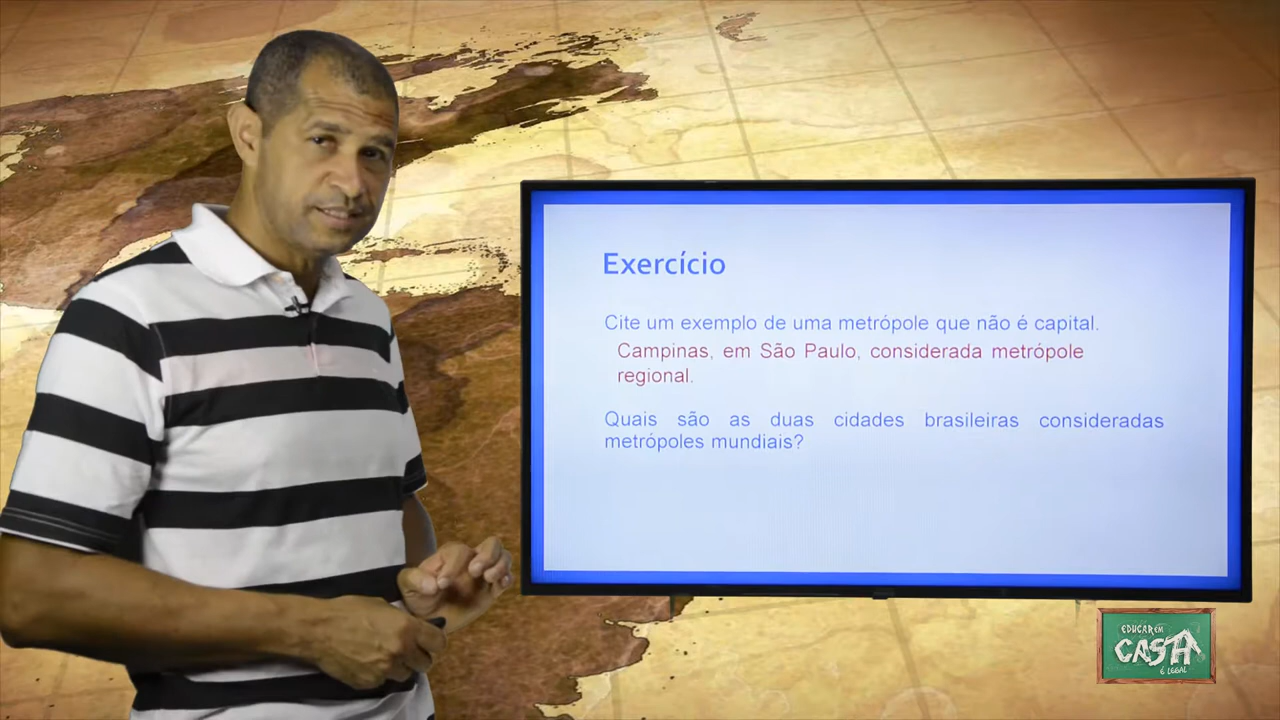 Exercício
Cite um exemplo de uma metrópole que não é capital.
Campinas, em São Paulo, considerada metrópole
regional.
Quais são as duas cidades brasileiras consideradas
metrópoles mundiais?
EDUCAR EM
CASA
É LEGAL